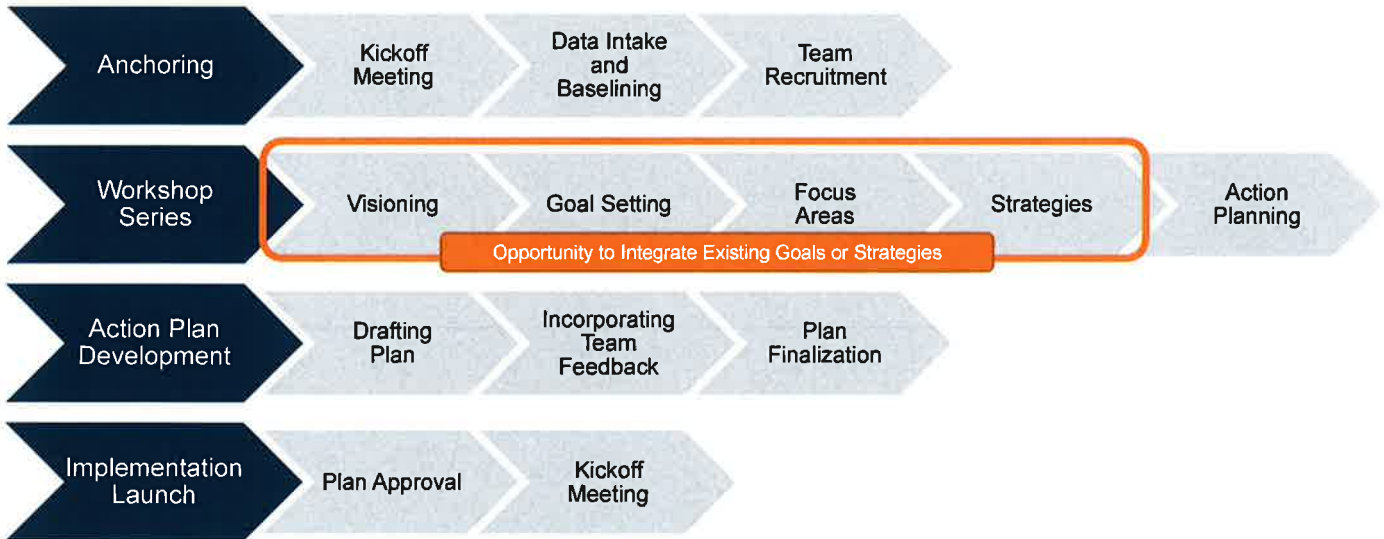 Anchoring
Kickoff
Meeting
Data Intake
and
Baselining
Team
Recruitment
Workshop
Series
Visioning
Goal Setting
Focus
Areas
Strategies
Action
Planning
Opportunity to Integrate Existing Goals or Strategies
Action Plan
Development
Drafting
Plan
Incorporating
Team
Feedback
Plan
Finalization
Implementation
Launch
Plan Approval
Kickoff
Meeting